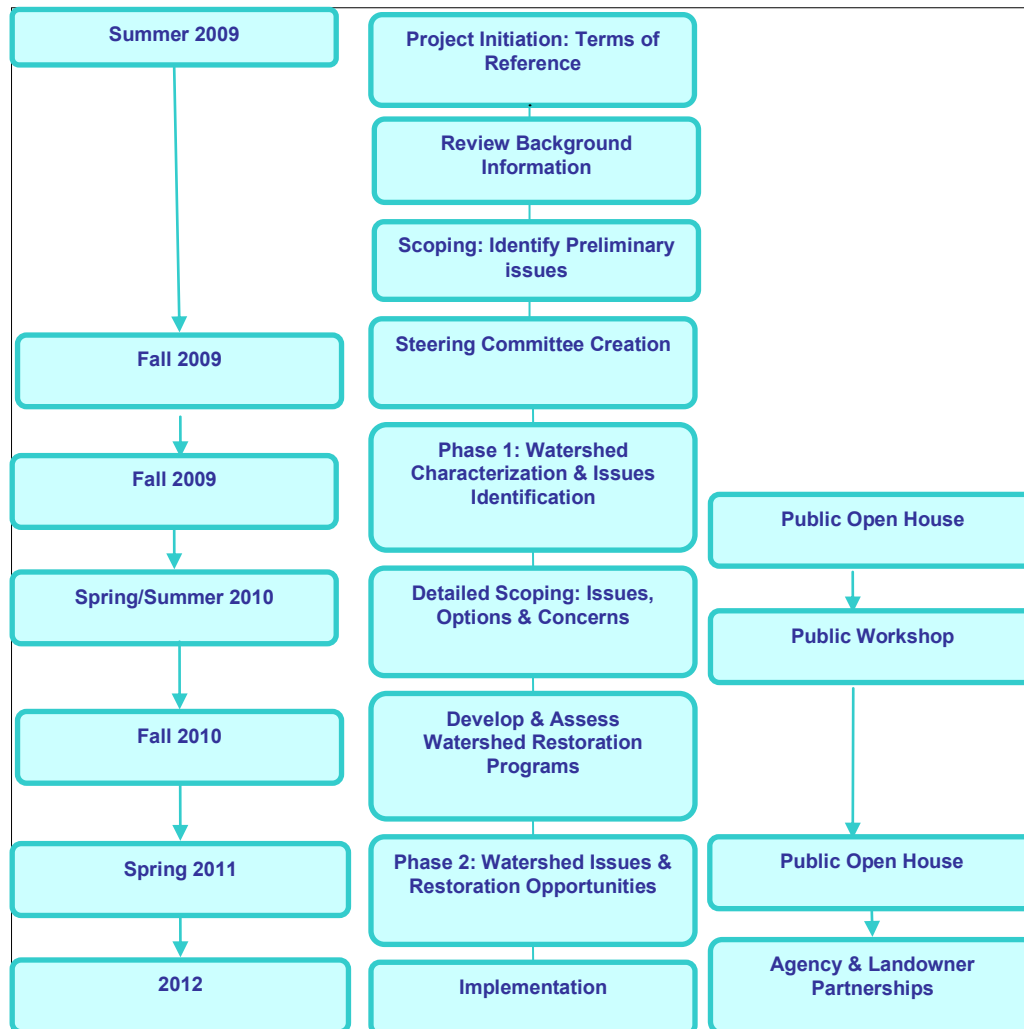 Summer 2009
Project Initiation: Terms of
Reference
Review Background
Information
Scoping: Identify Preliminary
issues
Fall 2009
Steering Committee Creation
Fall 2009
Phase 1: Watershed
Characterization & Issues
Identification
Public Open House
Spring/Summer 2010
Detailed Scoping: Issues,
Options & Concerns
Public Workshop
Fall 2010
Develop & Assess
Watershed Restoration
Programs
Spring 2011
Phase 2: Watershed Issues &
Restoration Opportunities
Public Open House
2012
Implementation
Agency & Landowner
Partnerships